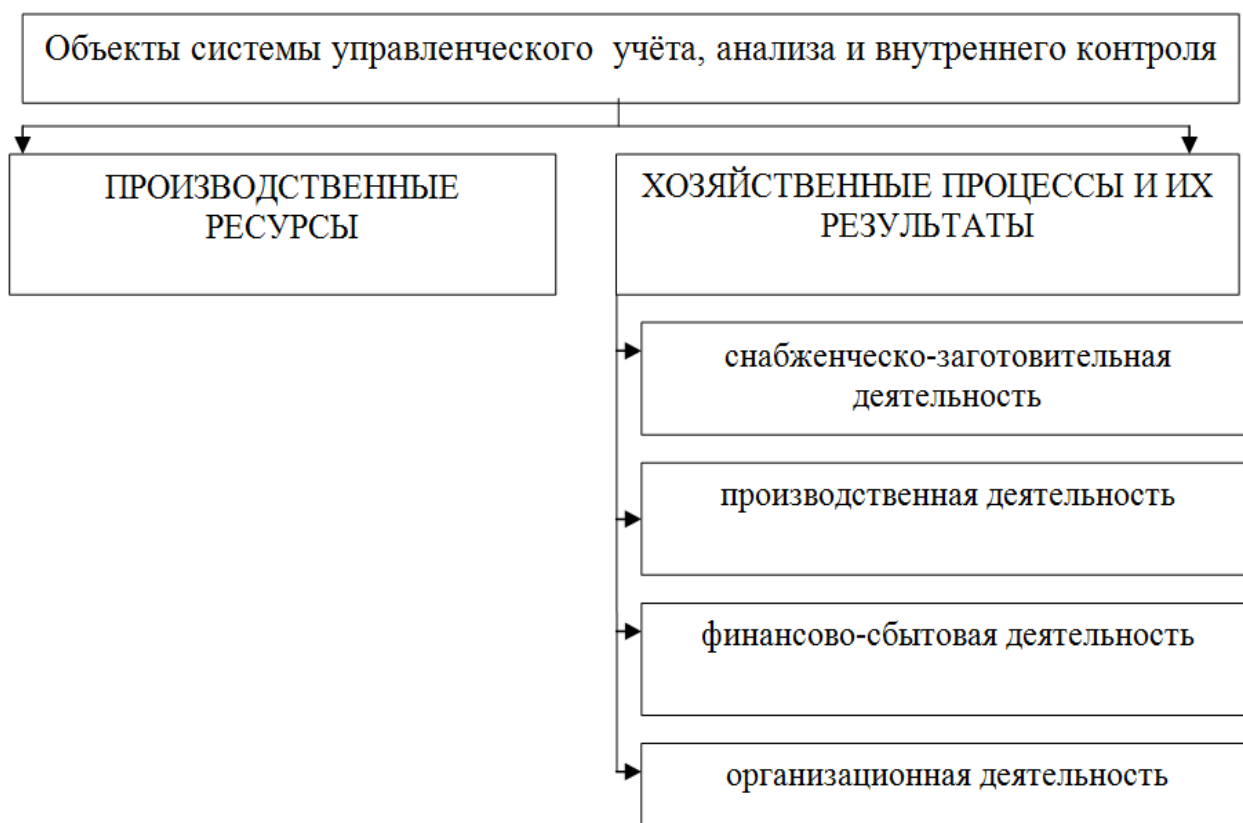 Объекты системы управленческого учёта, анализа и внутреннего контроля
ПРОИЗВОДСТВЕННЫЕ
РЕСУРСЫ
ХОЗЯЙСТВЕННЫЕ ПРОЦЕССЫ И ИХ
РЕЗУЛЬТАТЫ
снабженческо-заготовительная
деятельность
производственная деятельность
финансово-сбытовая деятельность
организационная деятельность